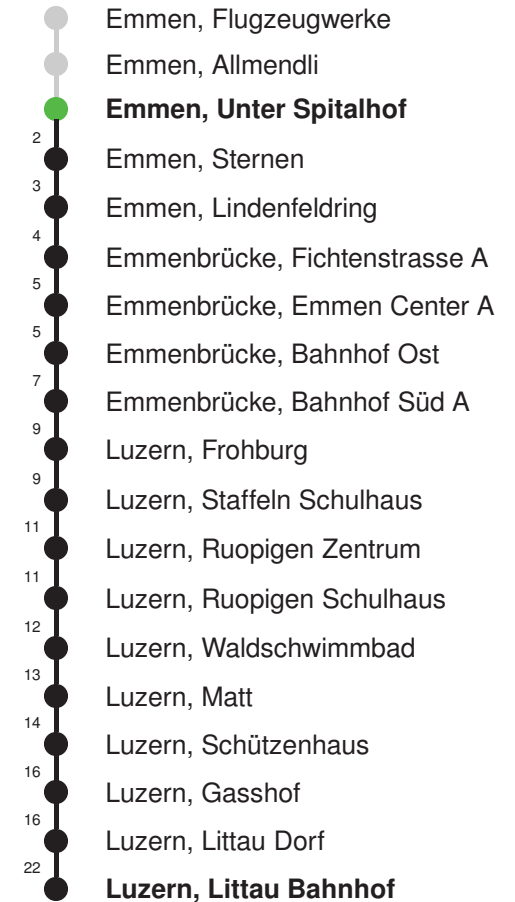 Emmen, Flugzeugwerke
Emmen, Allmendli
Emmen, Unter Spitalhof
2
Emmen, Sternen
3
Emmen, Lindenfeldring
4
Emmenbrücke, Fichtenstrasse A
5
Emmenbrücke, Emmen Center A
5
Emmenbrücke, Bahnhof Ost
7
Emmenbrücke, Bahnhof Süd A
9
Luzern, Frohburg
9
Luzern, Staffeln Schulhaus
11
Luzern, Ruopigen Zentrum
11
Luzern, Ruopigen Schulhaus
12
Luzern, Waldschwimmbad
13
Luzern, Matt
14
Luzern, Schützenhaus
16
Luzern, Gasshof
16
Luzern, Littau Dorf
22
Luzern, Littau Bahnhof